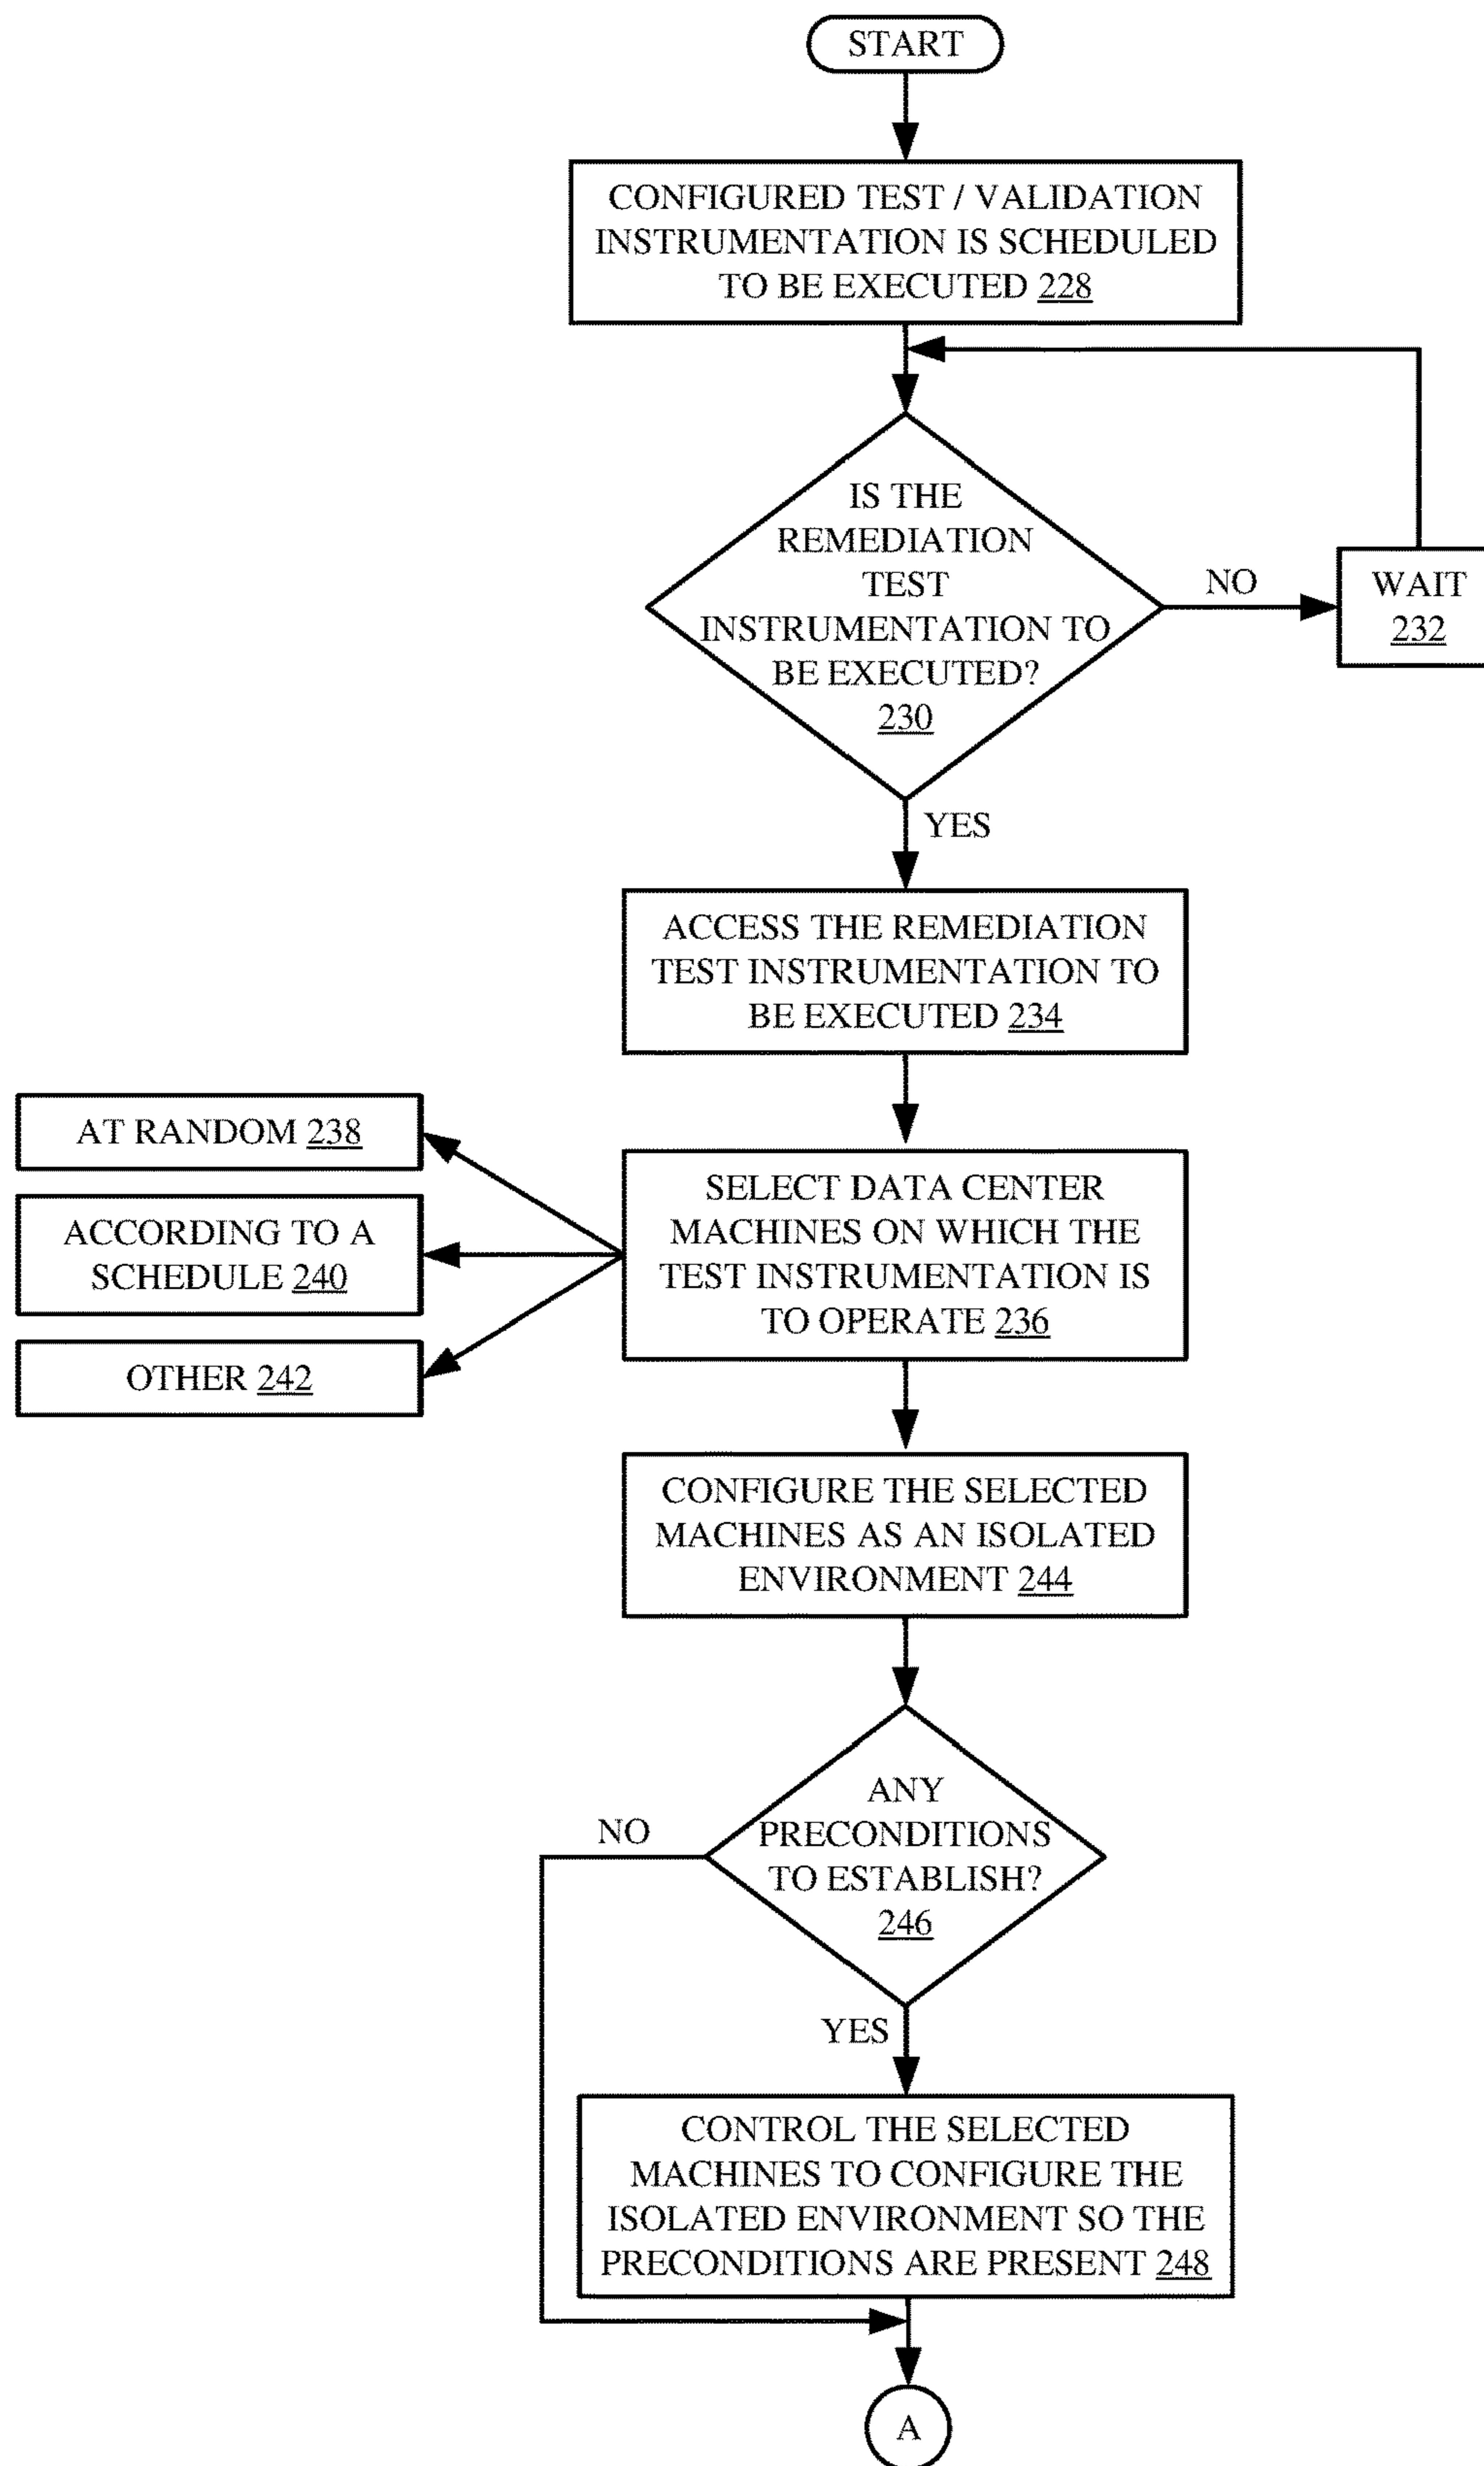 START
CONFIGURED TEST / VALIDATION
INSTRUMENTATION IS SCHEDULED
TO BE EXECUTED 228
IS THE
REMEDIATION
TEST
INSTRUMENTATION TO
BE EXECUTED?
230
NO
WAIT
232
YES
ACCESS THE REMEDIATION
TEST INSTRUMENTATION TO
BE EXECUTED 234
SELECT DATA CENTER
MACHINES ON WHICH THE
TEST INSTRUMENTATION IS
TO OPERATE 236
AT RANDOM 238
ACCORDING TO A
SCHEDULE 240
OTHER 242
CONFIGURE THE SELECTED
MACHINES AS AN ISOLATED
ENVIRONMENT 244
ANY
PRECONDITIONS
TO ESTABLISH?
246
NO
YES
CONTROL THE SELECTED
MACHINES TO CONFIGURE THE
ISOLATED ENVIRONMENT SO THE
PRECONDITIONS ARE PRESENT 248
A